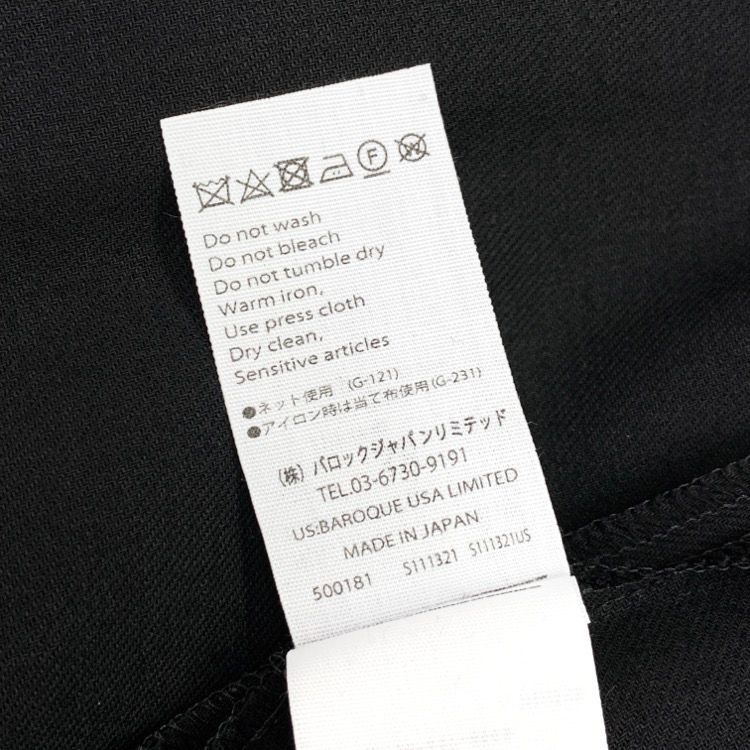 F W
Do not wash
Do not bleach
Do not tumble dry
Warm iron,
Use press cloth
Dry clean,
Sensitive articles
●ネット使用 (G-121)
●アイロン時は当て布使用(G-231)
(株) バロックジャパンリミテッド
TEL.03-6730-9191
US:BAROQUE USA LIMITED
MADE IN JAPAN
500181 S111321 S111321US